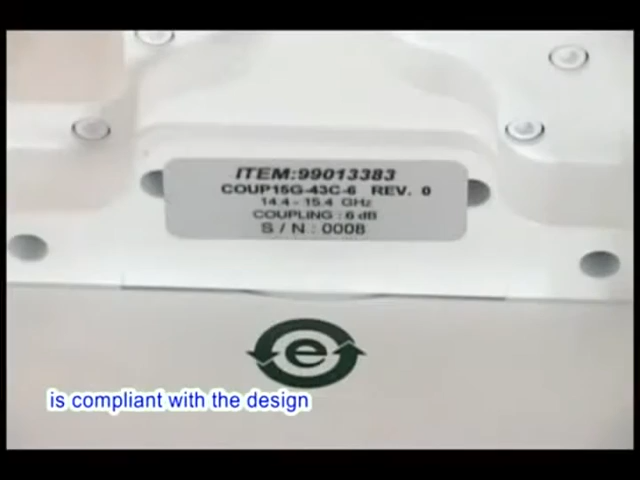 ITEM:99013383
COUP15G-43C-6 REV. 0
14.4 - 15.4 GHz
COUPLING : 6 dB
S / N : 0008
e
is compliant with the design